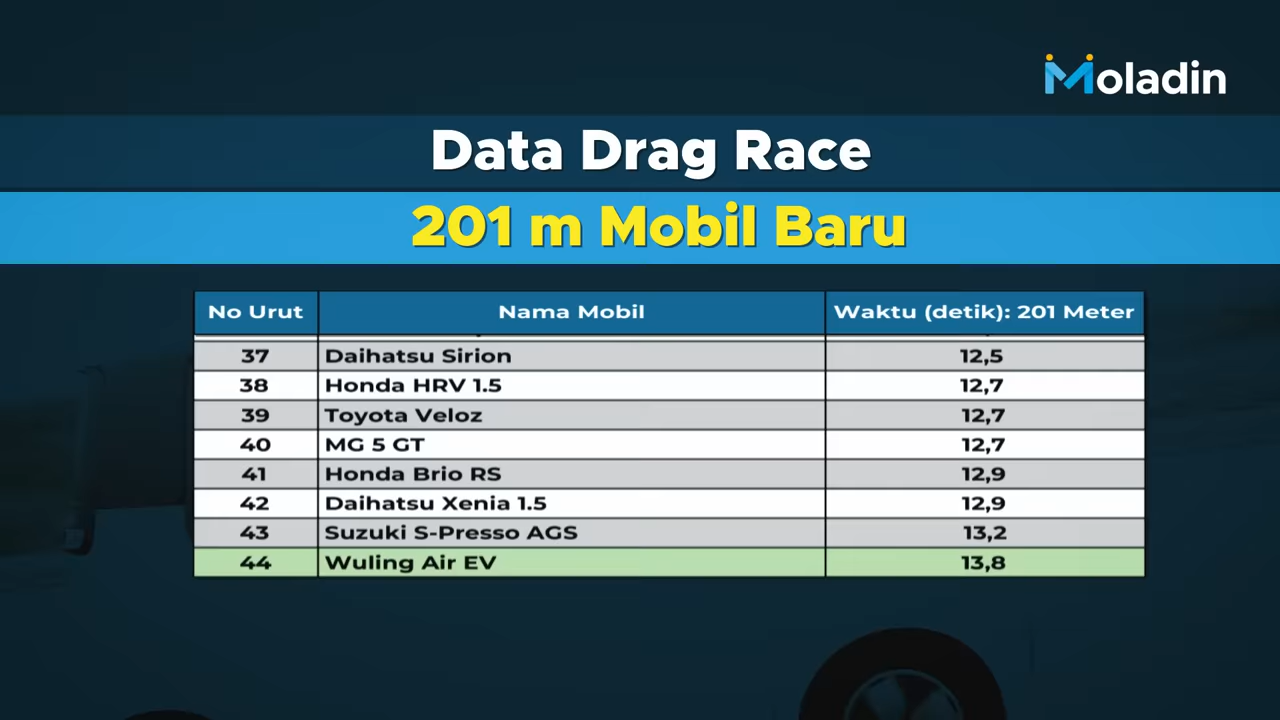 Moladin
Data Drag Race
201 m Mobil Baru
No Urut Nama Mobil Waktu (detik): 201 Meter
37 Daihatsu Sirion 12,5
38 Honda HRV 1.5 12,7
39 Toyota Veloz 12,7
40 MG 5 GT 12,7
41 Honda Brio RS 12,9
42 Daihatsu Xenia 1.5 12,9
43 Suzuki S-Presso AGS 13,2
44 Wuling Air EV 13,8